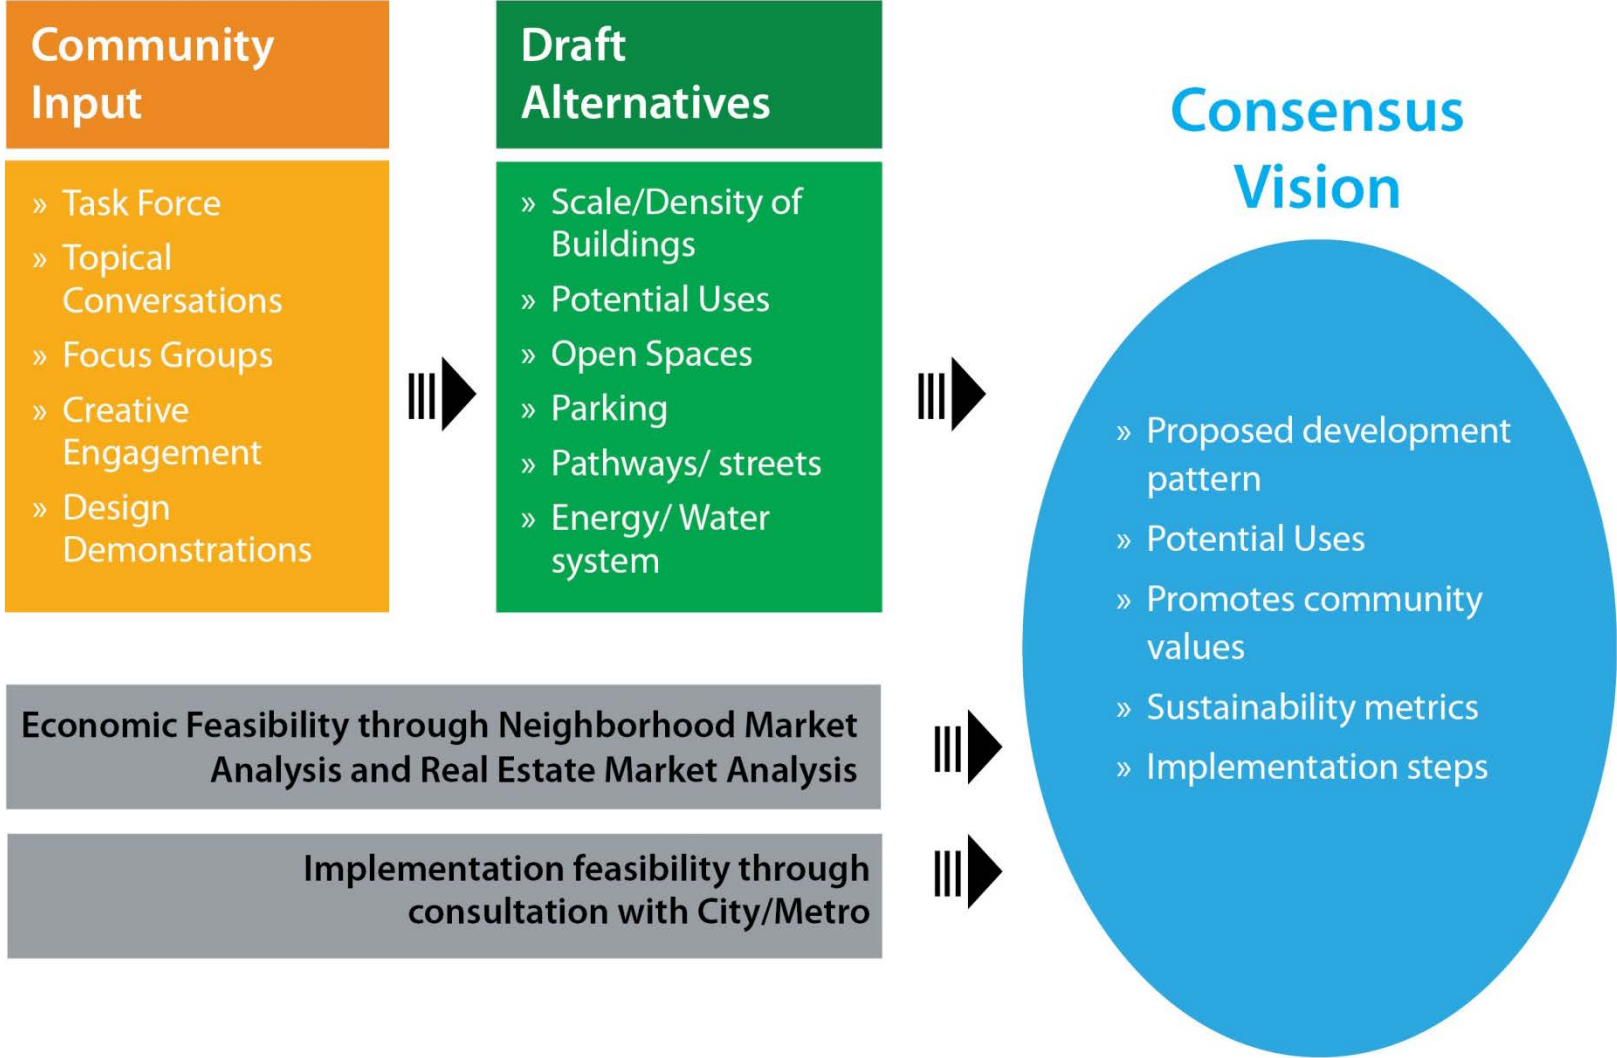 Community
Input
» Task Force
» Topical
Conversations
» Focus Groups
» Creative
Engagement
» Design
Demonstrations
Draft
Alternatives
» Scale/Density of
Buildings
» Potential Uses
» Open Spaces
» Parking
» Pathways/ streets
» Energy/ Water
system
Economic Feasibility through Neighborhood Market
Analysis and Real Estate Market Analysis
Implementation feasibility through
consultation with City/Metro
Consensus
Vision
» Proposed development
pattern
» Potential Uses
» Promotes community
values
» Sustainability metrics
» Implementation steps